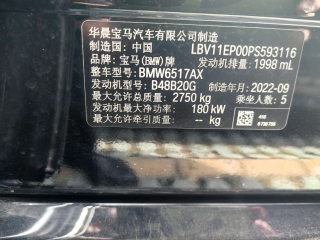 华晨宝马汽车有限公司制造
制造国：中国 LBV11EP00PS593116
品牌：宝马(BMW)牌 发动机排量：1998 mL
整车型号：BMW6517AX
发动机型号：B48B20G 制造年月：2022-09
最大允许总质量：2750 kg 乘坐人数：5
发动机最大净功率：180 kW
最大允许牵引质量：-- kg